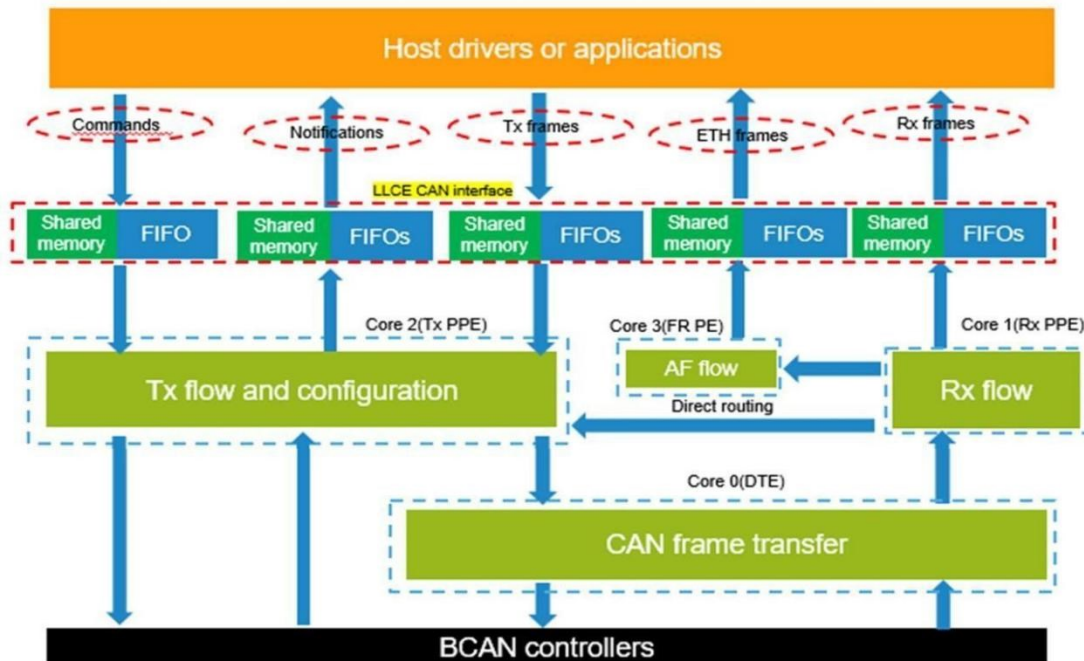 Host drivers or applications
Commands
Notifications
Tx frames
ETH frames
Rx frames
LLCE CAN interface
Shared memory
FIFO
Shared memory
FIFOs
Shared memory
FIFOs
Shared memory
FIFOs
Shared memory
FIFOs
Core 2(Tx PPE)
Core 3(FR PE)
Core 1(Rx PPE)
Tx flow and configuration
AF flow
Rx flow
Direct routing
Core 0(DTE)
CAN frame transfer
BCAN controllers